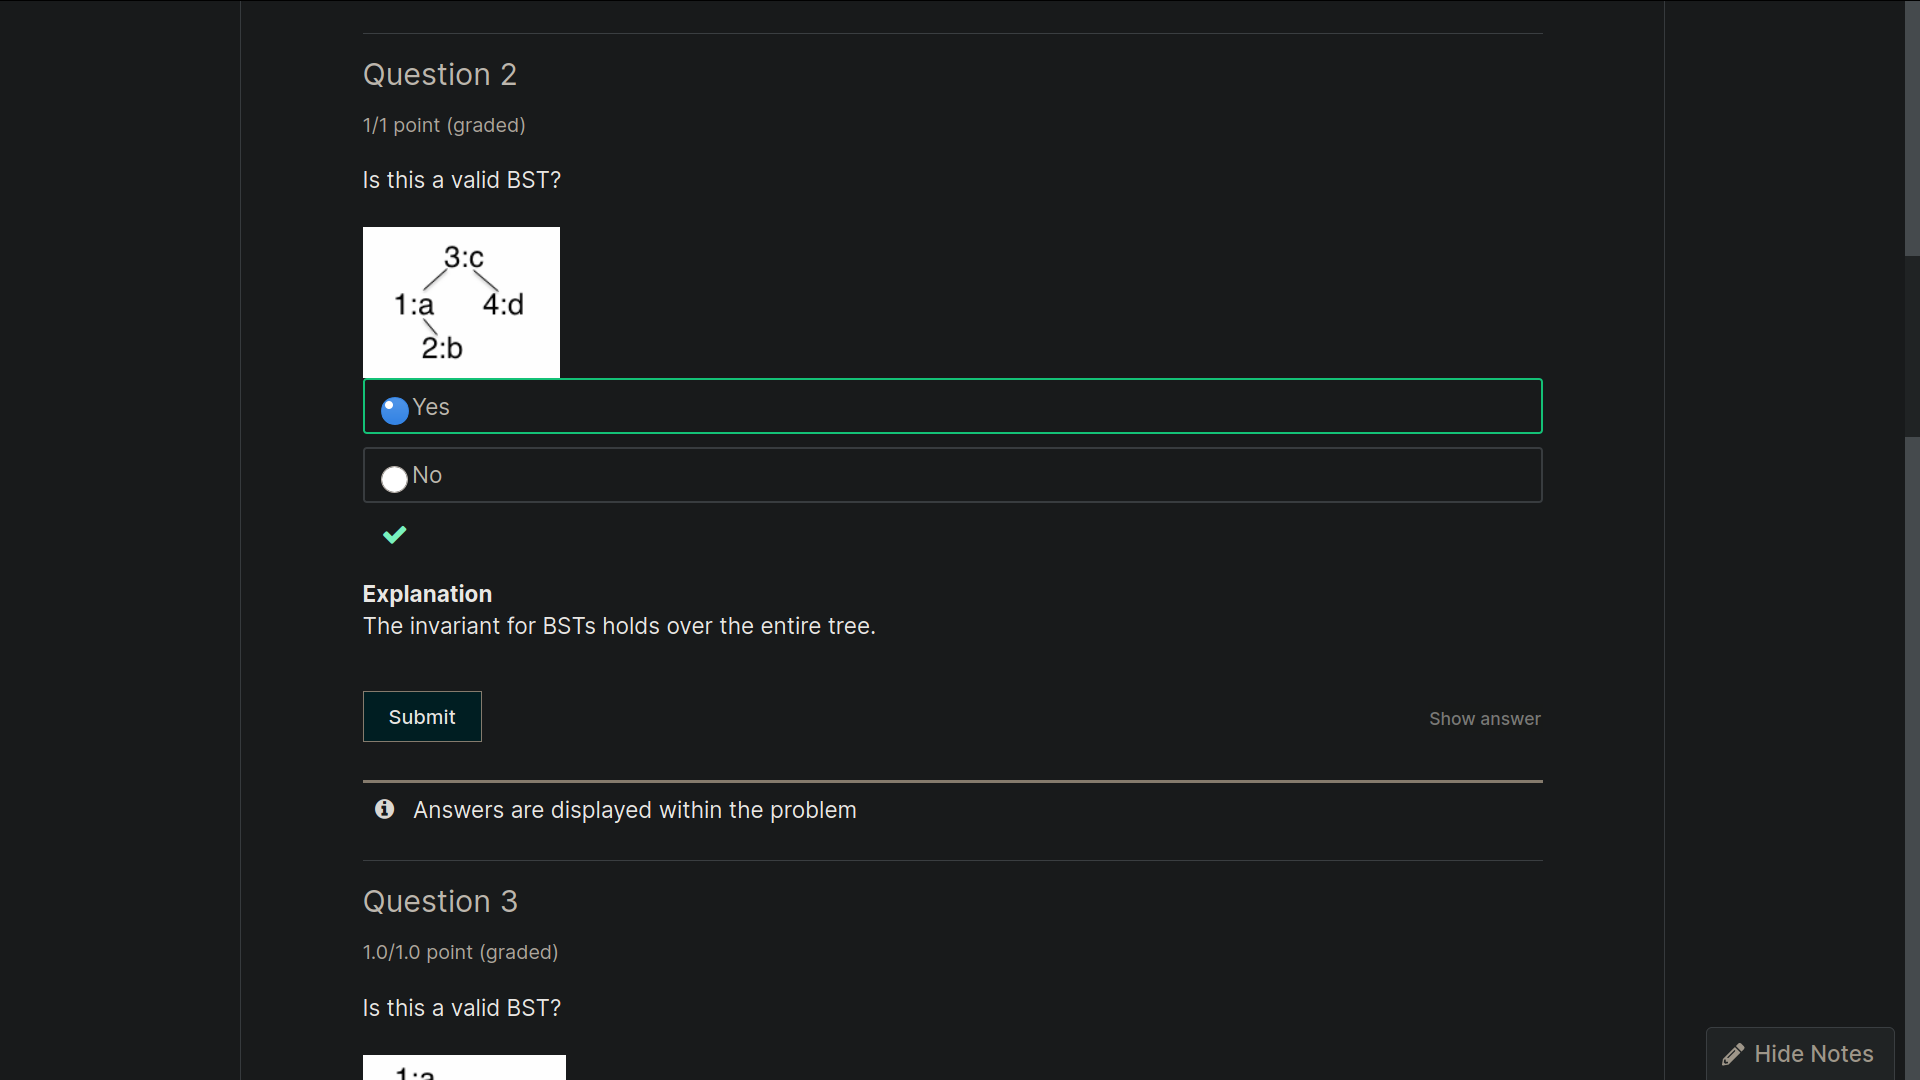 Question 2
1/1 point (graded)
Is this a valid BST?
3:c
1:a 4:d
2:b
Yes
No
Explanation
The invariant for BSTs holds over the entire tree.
Submit
Show answer
Answers are displayed within the problem
Question 3
1.0/1.0 point (graded)
Is this a valid BST?
1:a
Hide Notes